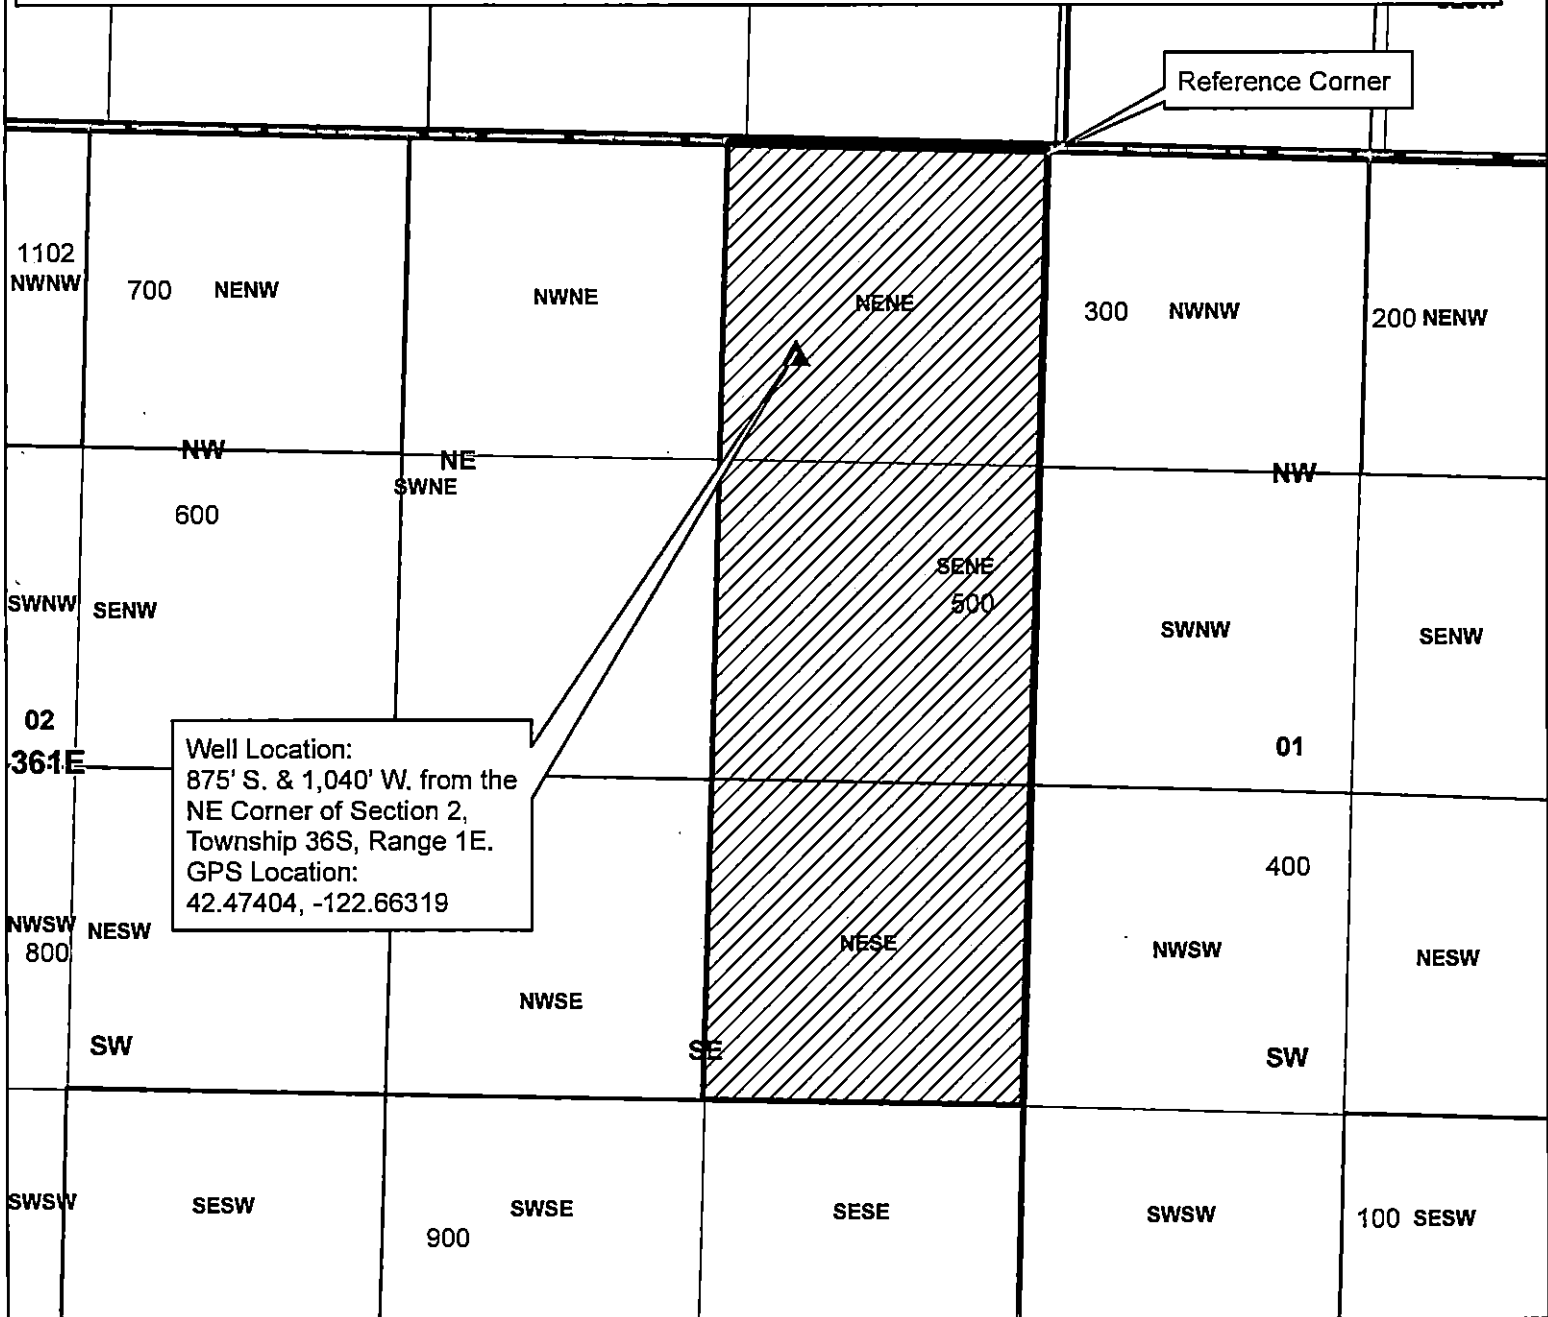 Reference Corner
1102
NWNW
700 NENW
NWNE
NENE
300 NWNW
200 NENW
NW
NE
SWNE
NW
600
SENE
500
SWNW
SENW
SWNW
SENW
02
361E
01
Well Location:
875' S. & 1,040' W. from the
NE Corner of Section 2,
Township 36S, Range 1E.
GPS Location:
42.47404, -122.66319
400
NWSW
800
NESW
NESE
NWSW
NESW
NWSE
SW
SE
SW
SWSW
SESW
SWSE
900
SESE
SWSW
100 SESW